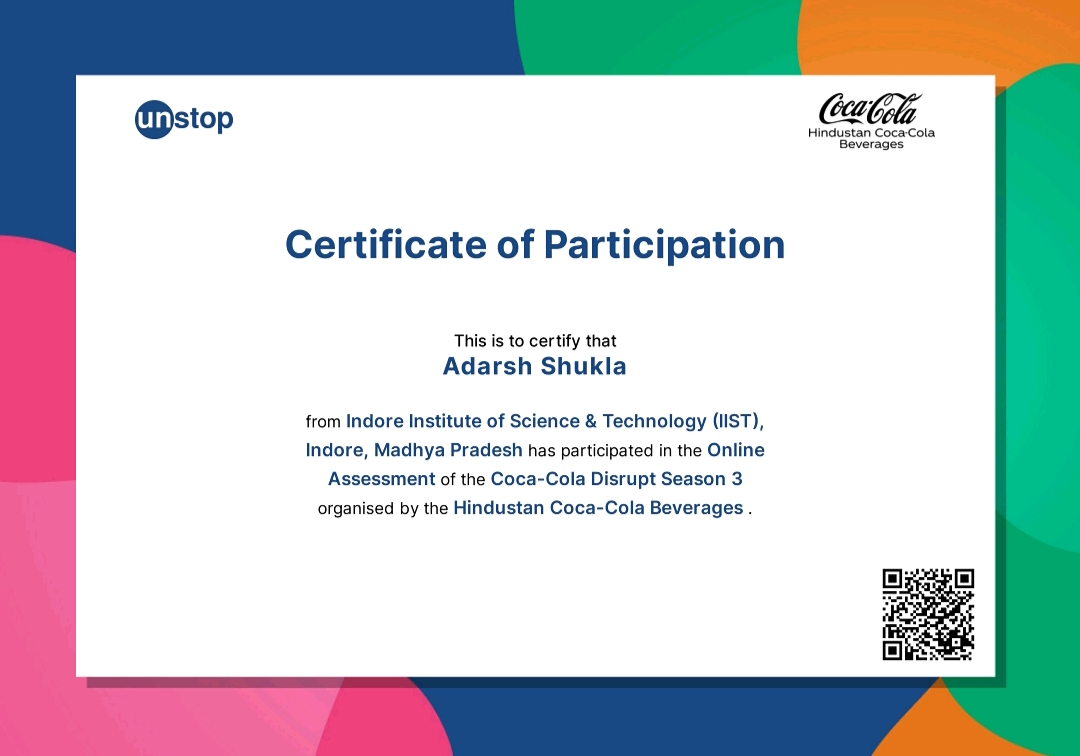 unstop
Coca-Cola
Hindustan Coca-Cola
Beverages
Certificate of Participation
This is to certify that
Adarsh Shukla
from Indore Institute of Science & Technology (IIST),
Indore, Madhya Pradesh has participated in the Online
Assessment of the Coca-Cola Disrupt Season 3
organised by the Hindustan Coca-Cola Beverages .